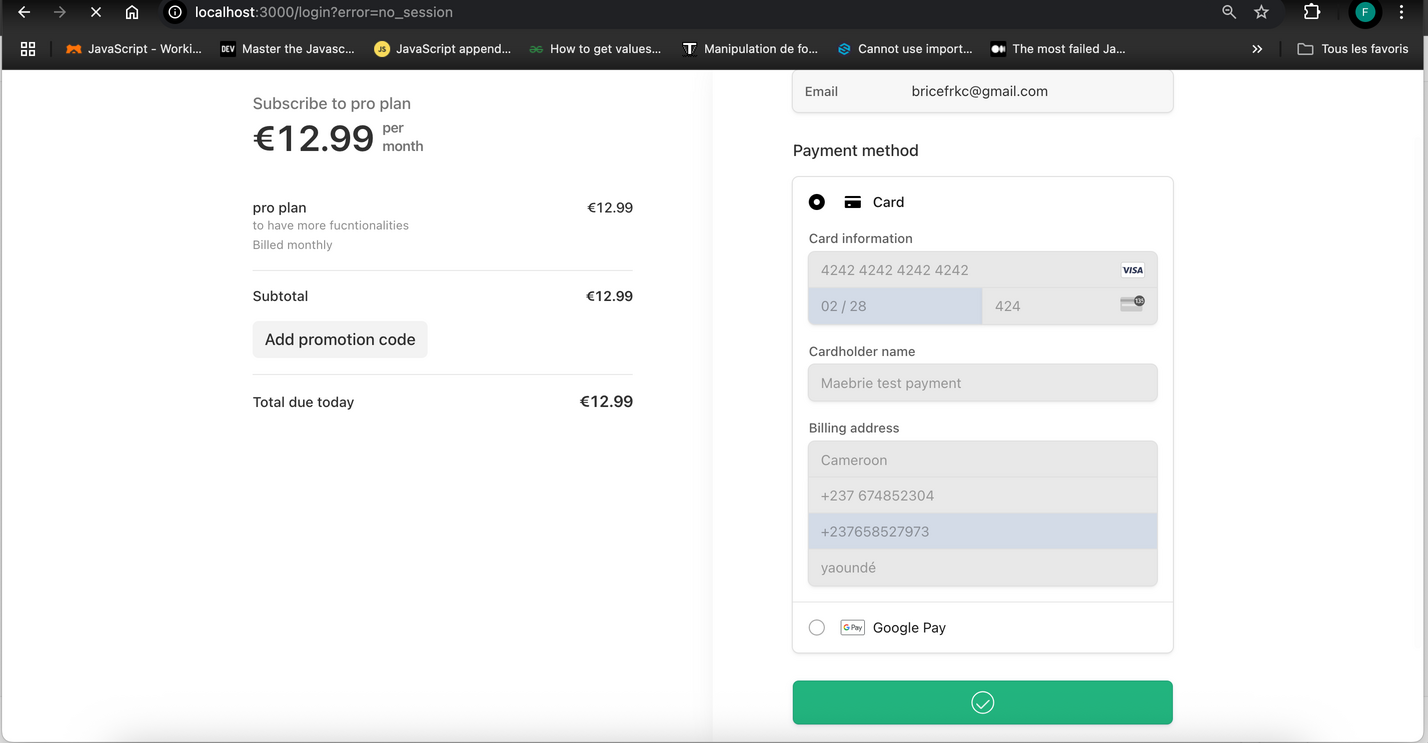 localhost:3000/login?error=no_session
F
JavaScript - Worki...
DEV Master the Javasc...
JS JavaScript append...
How to get values...
T Manipulation de fo...
Cannot use import...
The most failed Ja...
Tous les favoris
Subscribe to pro plan
€12.99 per month
pro plan €12.99
to have more fucntionalities
Billed monthly
Subtotal €12.99
Add promotion code
Total due today €12.99
Email bricefrkc@gmail.com
Payment method
Card
Card information
4242 4242 4242 4242 VISA
02 / 28 424 135
Cardholder name
Maebrie test payment
Billing address
Cameroon
+237 674852304
+237658527973
yaoundé
G Pay Google Pay